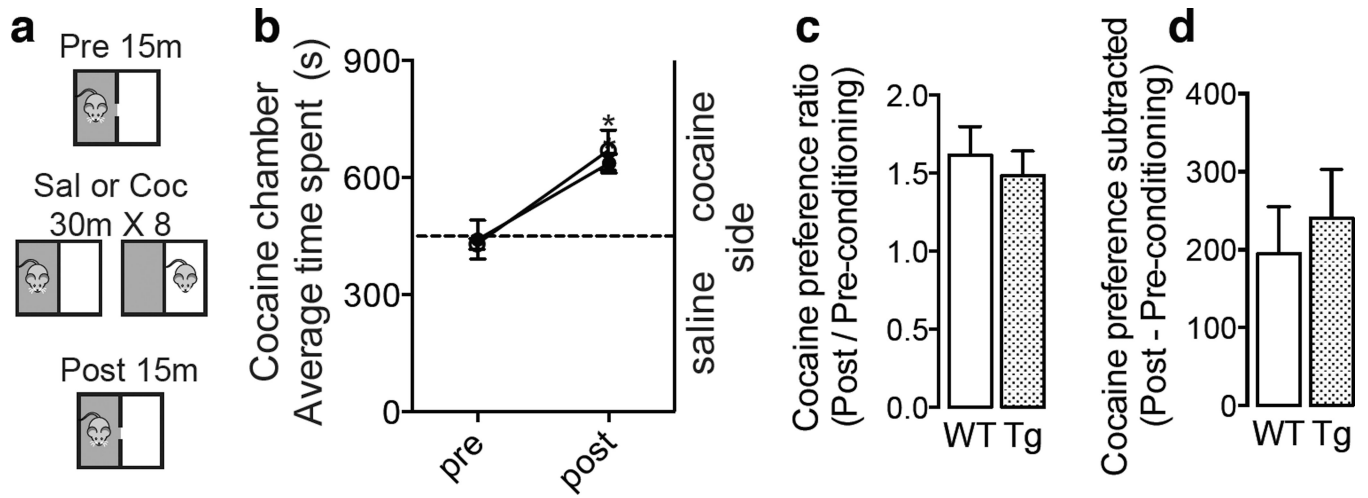 a
Pre 15m
Sal or Coc
30m X 8
Post 15m
b
Cocaine chamber
Average time spent (s)
900
600
300
0
*
pre
post
saline cocaine
side
c
Cocaine preference ratio
(Post / Pre-conditioning)
2.0
1.5
1.0
0.5
0.0
WT Tg
d
Cocaine preference subtracted
(Post - Pre-conditioning)
400
300
200
100
0
WT Tg